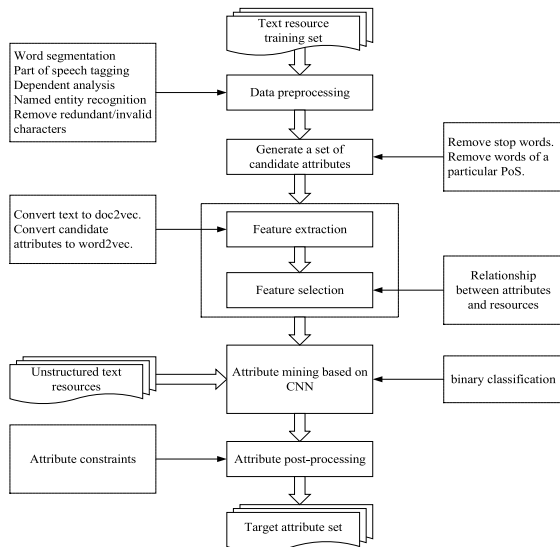 Text resource
training set
Word segmentation
Part of speech tagging
Dependent analysis
Named entity recognition
Remove redundant/invalid
characters
Data preprocessing
Generate a set of
candidate attributes
Remove stop words.
Remove words of a
particular PoS.
Convert text to doc2vec.
Convert candidate
attributes to word2vec.
Feature extraction
Feature selection
Relationship
between attributes
and resources
Unstructured text
resources
Attribute mining based on
CNN
binary classification
Attribute constraints
Attribute post-processing
Target attribute set